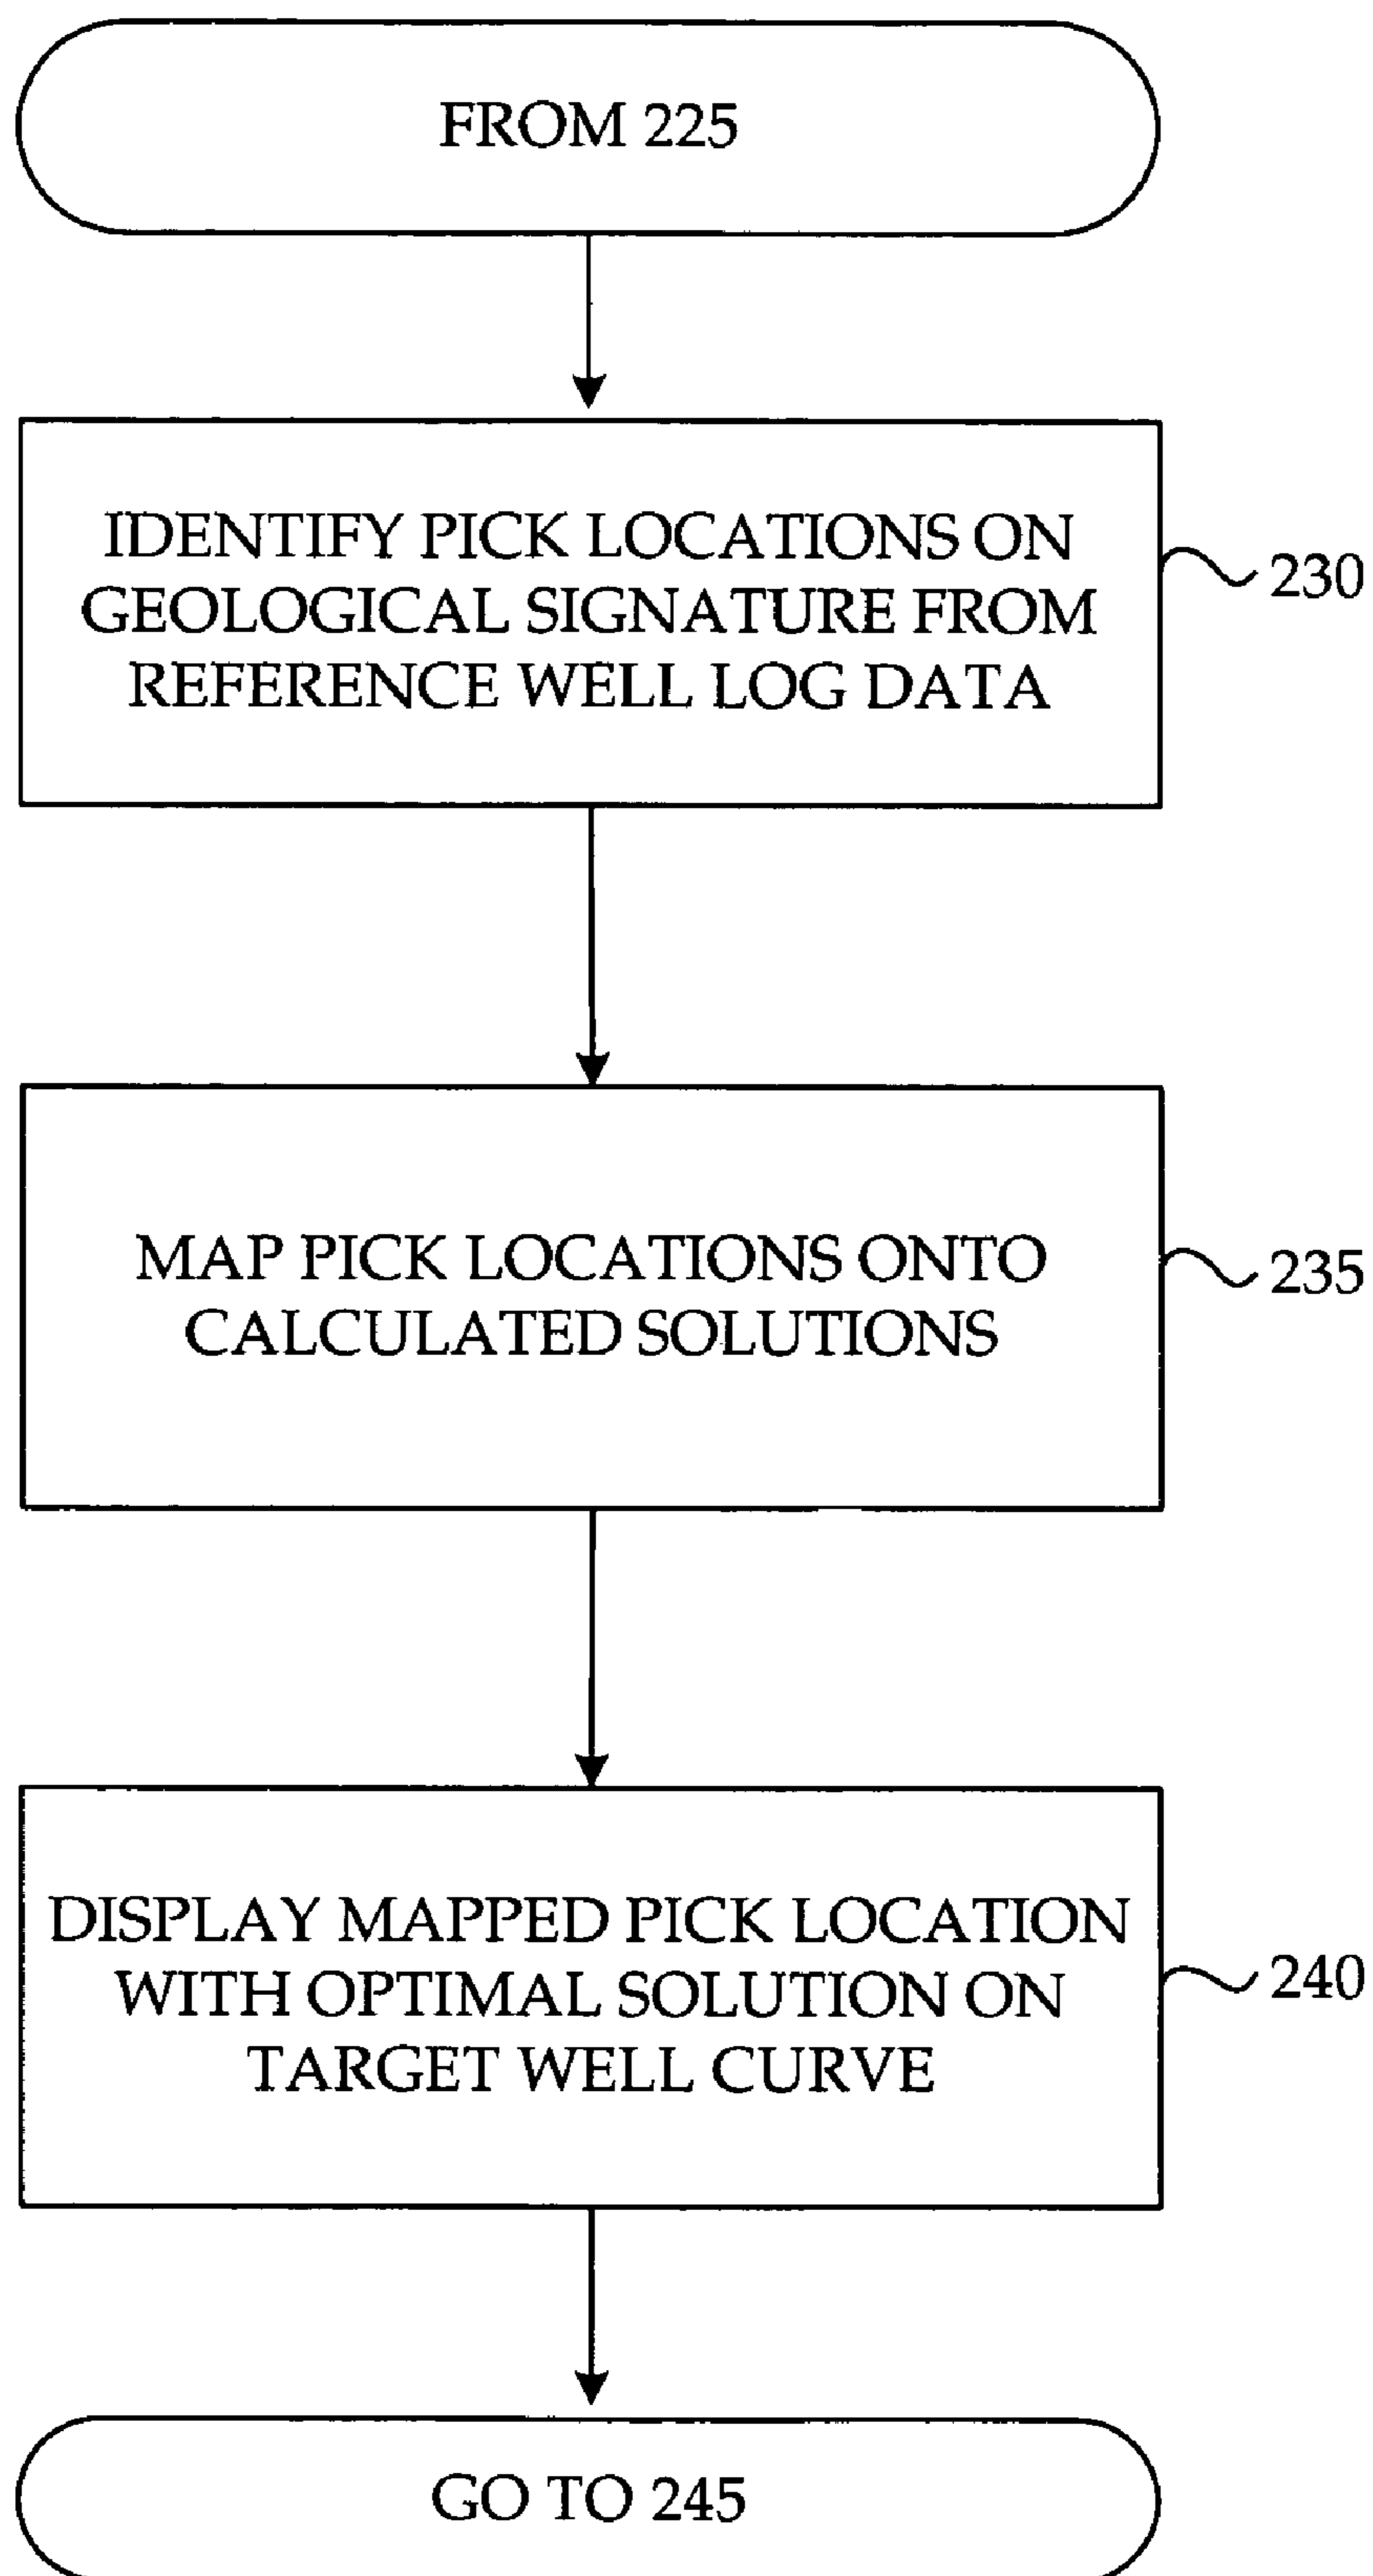 FROM 225
IDENTIFY PICK LOCATIONS ON
GEOLOGICAL SIGNATURE FROM
REFERENCE WELL LOG DATA
230
MAP PICK LOCATIONS ONTO
CALCULATED SOLUTIONS
235
DISPLAY MAPPED PICK LOCATION
WITH OPTIMAL SOLUTION ON
TARGET WELL CURVE
240
GO TO 245